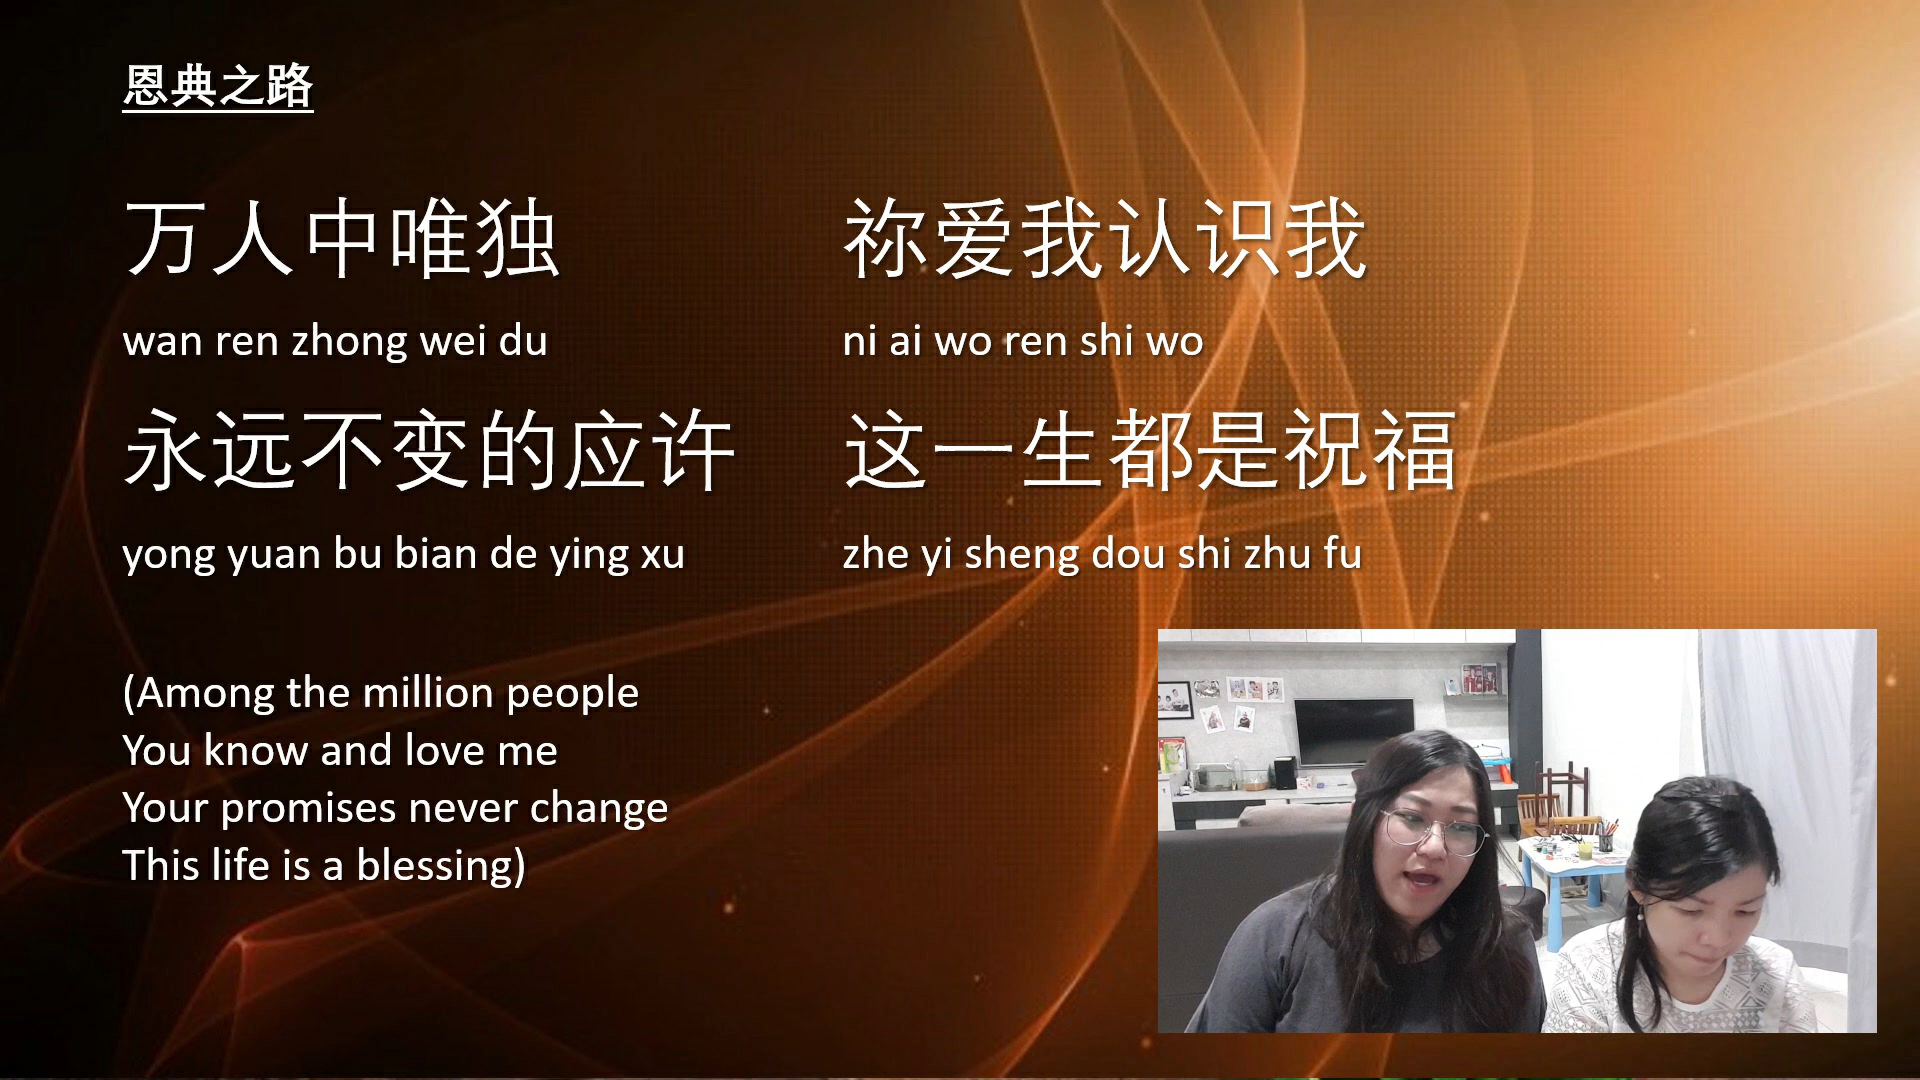 恩典之路
万人中唯独 祢爱我认识我
wan ren zhong wei du ni ai wo ren shi wo
永远不变的应许 这一生都是祝福
yong yuan bu bian de ying xu zhe yi sheng dou shi zhu fu
(Among the million people
You know and love me
Your promises never change
This life is a blessing)